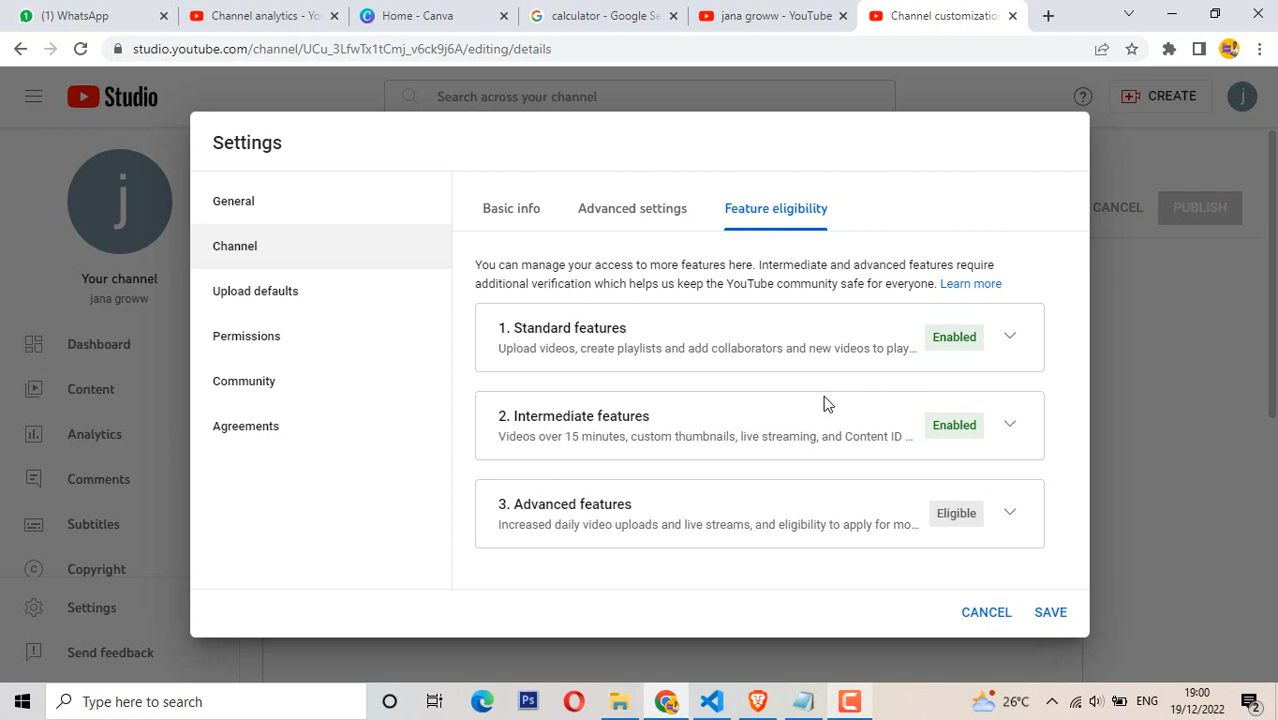 (1) WhatsApp
Channel analytics - Yo
Home - Canva
calculator - Google Se
jana groww - YouTube
Channel customizatio
studio.youtube.com/channel/UCu_3LfwTx1tCmj_v6ck9j6A/editing/details
Studio
Search across your channel
CREATE
j
j
Your channel
jana groww
Dashboard
Content
Analytics
Comments
Subtitles
Copyright
Settings
Send feedback
CANCEL
PUBLISH
Settings
General
Channel
Upload defaults
Permissions
Community
Agreements
Basic info
Advanced settings
Feature eligibility
You can manage your access to more features here. Intermediate and advanced features require
additional verification which helps us keep the YouTube community safe for everyone. Learn more
1. Standard features
Upload videos, create playlists and add collaborators and new videos to play...
Enabled
2. Intermediate features
Videos over 15 minutes, custom thumbnails, live streaming, and Content ID ...
Enabled
3. Advanced features
Increased daily video uploads and live streams, and eligibility to apply for mo...
Eligible
CANCEL
SAVE
Type here to search
Ps
26°C
ENG
19:00
19/12/2022
2